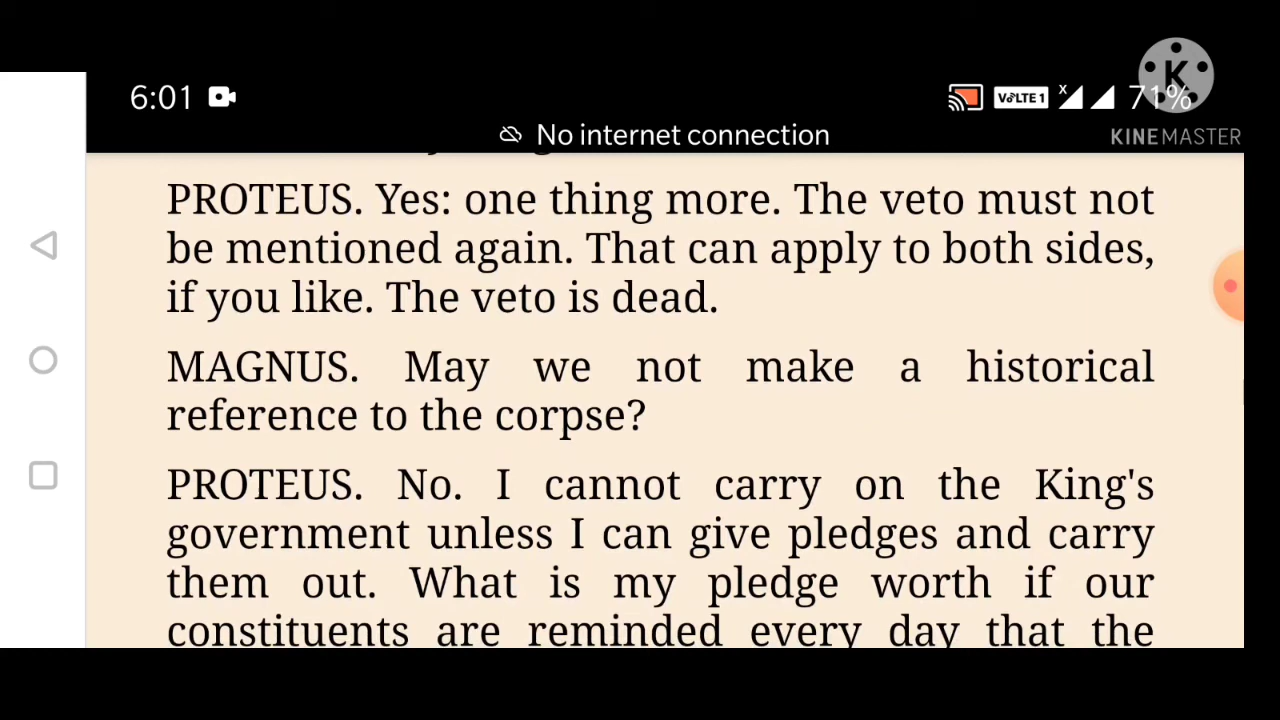 6:01 VoLTE 1 x 71%
K
No internet connection
KINEMASTER
PROTEUS. Yes: one thing more. The veto must not
be mentioned again. That can apply to both sides,
if you like. The veto is dead.
MAGNUS. May we not make a historical
reference to the corpse?
PROTEUS. No. I cannot carry on the King's
government unless I can give pledges and carry
them out. What is my pledge worth if our
constituents are reminded every day that the